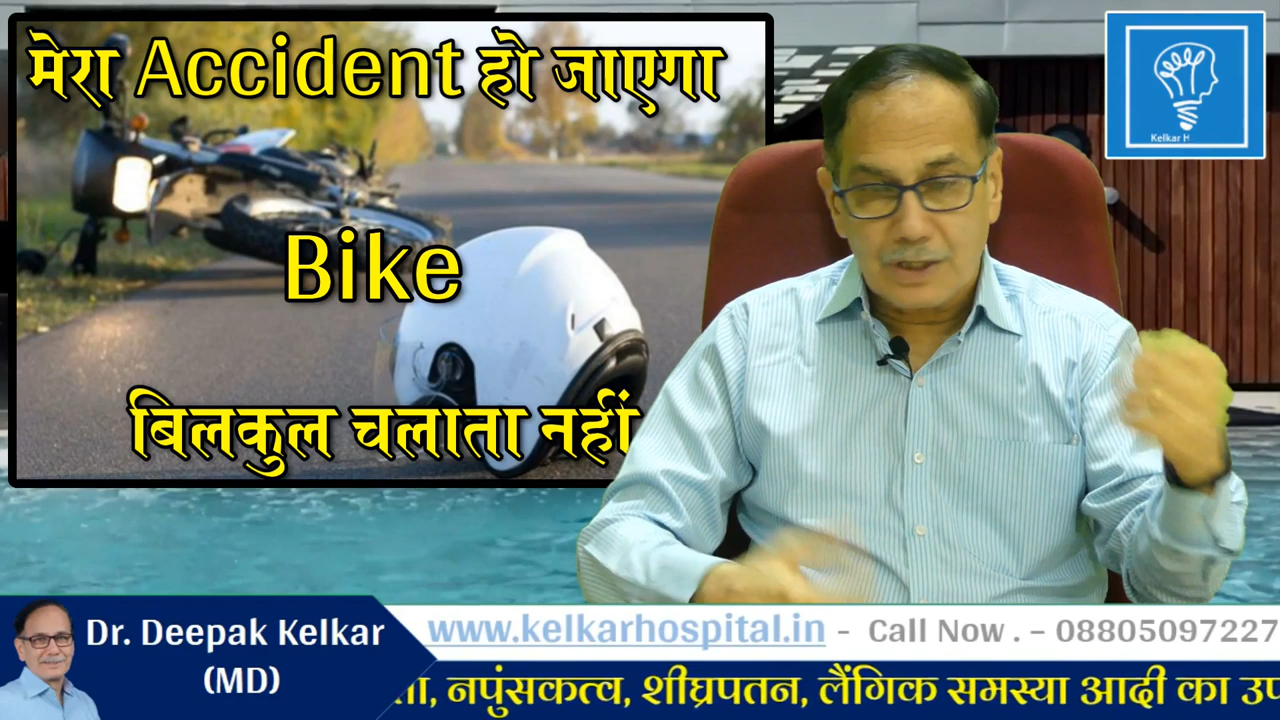 मेरा Accident हो जाएगा
Bike
बिलकुल चलाता नहीं
Kelkar H
Dr. Deepak Kelkar
(MD)
www.kelkarhospital.in - Call Now . - 08805097227
नपुंसकत्व, शीघ्रपतन, लैंगिक समस्या आदी का